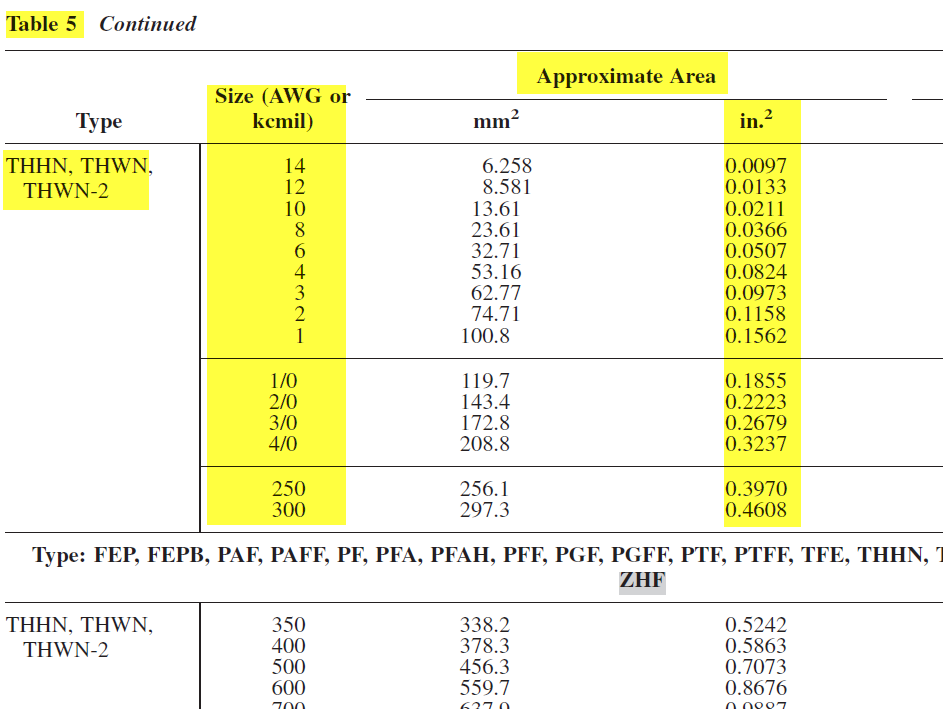 Table 5 Continued
Approximate Area
Size (AWG or
Type kcmil) mm² in.²
THHN, THWN, 14 6.258 0.0097
THWN-2 12 8.581 0.0133
10 13.61 0.0211
8 23.61 0.0366
6 32.71 0.0507
4 53.16 0.0824
3 62.77 0.0973
2 74.71 0.1158
1 100.8 0.1562
1/0 119.7 0.1855
2/0 143.4 0.2223
3/0 172.8 0.2679
4/0 208.8 0.3237
250 256.1 0.3970
300 297.3 0.4608
Type: FEP, FEPB, PAF, PAFF, PF, PFA, PFAH, PFF, PGF, PGFF, PTF, PTFF, TFE, THHN,
ZHF
THHN, THWN, 350 338.2 0.5242
THWN-2 400 378.3 0.5863
500 456.3 0.7073
600 559.7 0.8676